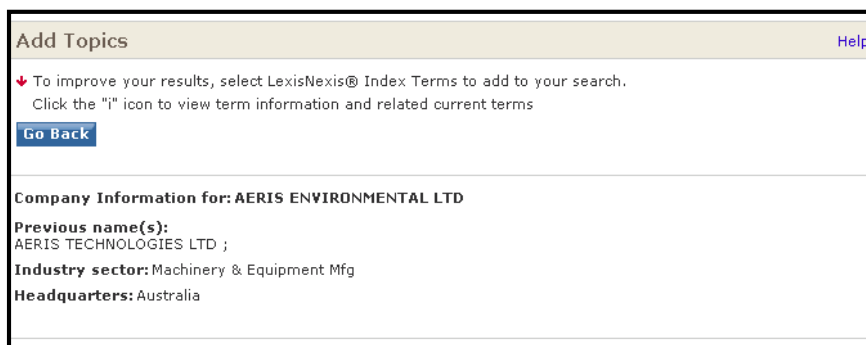 Add Topics
Help
To improve your results, select LexisNexis® Index Terms to add to your search.
Click the "i" icon to view term information and related current terms
Go Back
Company Information for: AERIS ENVIRONMENTAL LTD
Previous name(s):
AERIS TECHNOLOGIES LTD ;
Industry sector: Machinery & Equipment Mfg
Headquarters: Australia